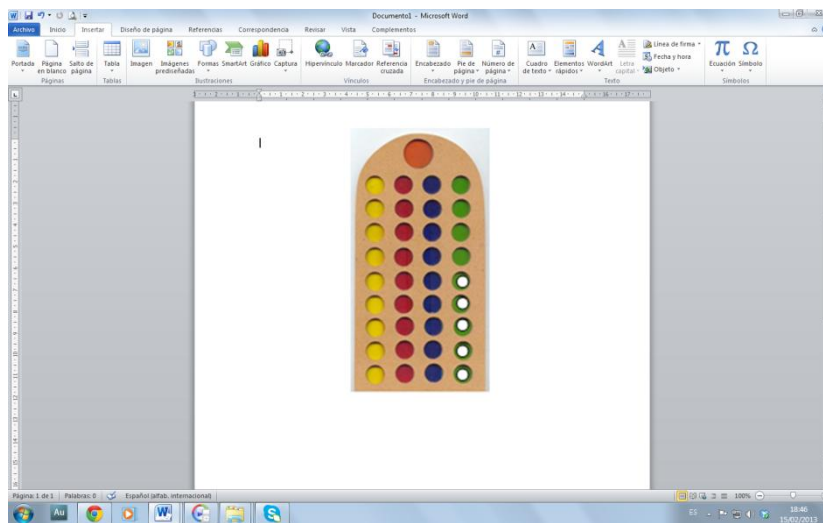 Documento1 - Microsoft Word
Archivo Inicio Insertar Diseño de página Referencias Correspondencia Revisar Vista Complementos
Portada Página en blanco Salto de página Tabla Imagen Imágenes prediseñadas Formas SmartArt Gráfico Captura Hipervínculo Marcador Referencia cruzada Encabezado Pie de página Número de página Cuadro de texto Elementos rápidos WordArt Letra capital Línea de firma Fecha y hora Objeto Ecuación Símbolo
Páginas Tablas Ilustraciones Vínculos Encabezado y pie de página Texto Símbolos
Página: 1 de 1 Palabras: 0 Español (alfab. internacional) 100%
Au W S ES 18:46
15/02/2013